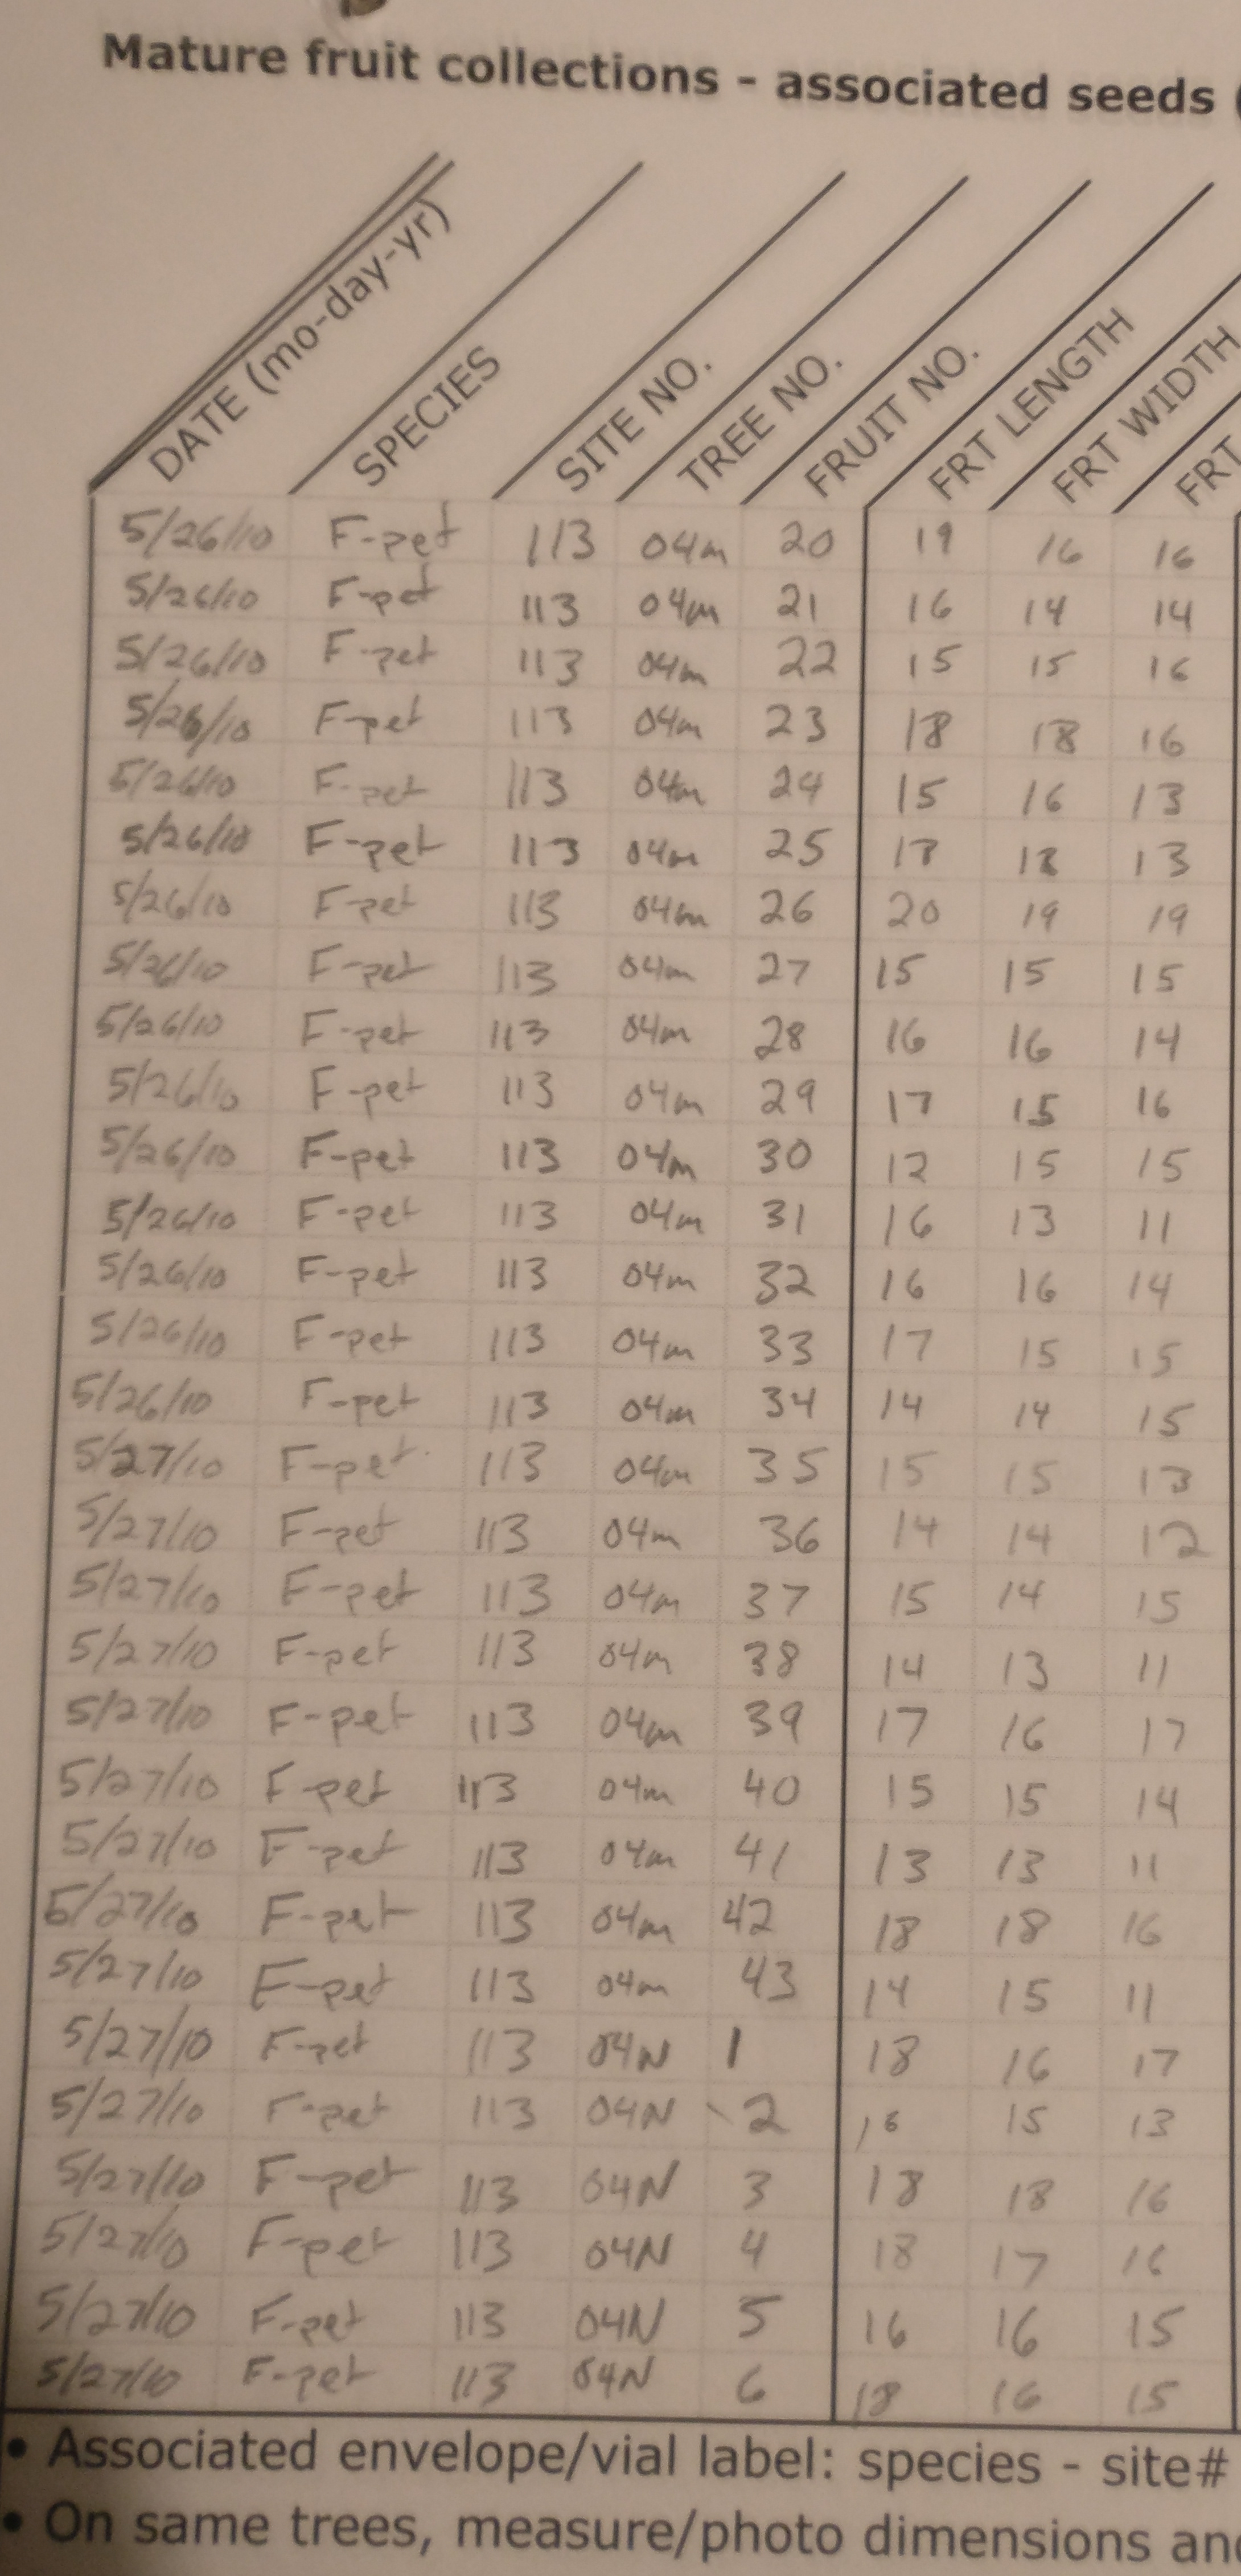 Mature fruit collections - associated seeds (
DATE (mo-day-yr) SPECIES SITE NO. TREE NO. FRUIT NO. FRT LENGTH FRT WIDTH FRT
5/26/10 F-pet 113 04m 20 19 16 16
5/26/10 F-pet 113 04m 21 16 14 14
5/26/10 F-pet 113 04m 22 15 15 16
5/26/10 F-pet 113 04m 23 18 18 16
5/26/10 F-pet 113 04m 24 15 16 13
5/26/10 F-pet 113 04m 25 13
5/26/10 F-pet 113 04m 26 20 19 19
5/26/10 F-pet 113 04m 27 15 15 15
5/26/10 F-pet 113 04m 28 16 16 14
5/26/10 F-pet 113 04m 29 17 15 16
5/26/10 F-pet 113 04m 30 12 15 15
5/26/10 F-pet 113 04m 31 16 13 11
5/26/10 F-pet 113 04m 32 16 16 14
5/26/10 F-pet 113 04m 33 17 15 15
5/26/10 F-pet 113 04m 34 14 14 15
5/27/10 F-pet 113 04m 35 15 15 13
5/27/10 F-pet 113 04m 36 14 14 12
5/27/10 F-pet 113 04m 37 15 14 15
5/27/10 F-pet 113 04m 38 14 13 11
5/27/10 F-pet 113 04m 39 17 16 17
5/27/10 F-pet 113 04m 40 15 15 14
5/27/10 F-pet 113 04m 41 13 13 11
5/27/10 F-pet 113 04m 42 18 18 16
5/27/10 F-pet 113 04m 43 14 15 11
5/27/10 F-pet 113 04N 1 18 16 17
5/27/10 F-pet 113 04N 2 16 15 13
5/27/10 F-pet 113 04N 3 18 18 16
5/27/10 F-pet 113 04N 4 18 17 16
5/27/10 F-pet 113 04N 5 16 16 15
5/27/10 F-pet 113 04N 6 18 16 15
• Associated envelope/vial label: species - site#
• On same trees, measure/photo dimensions and